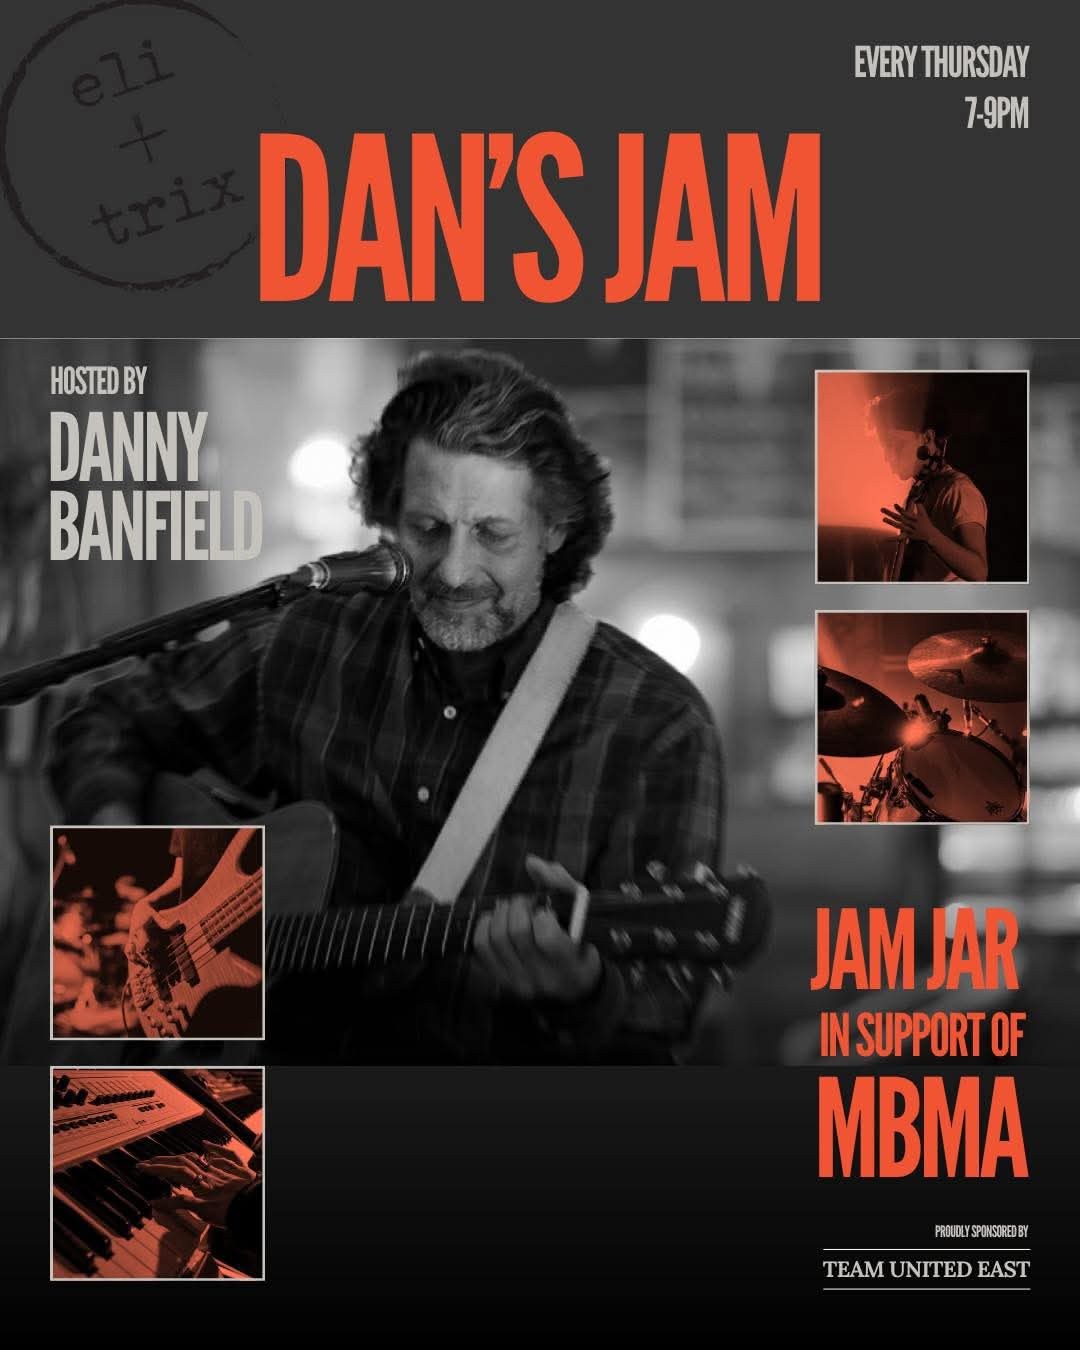 eli
+
trix
EVERY THURSDAY
7-9PM
DAN'S JAM
HOSTED BY
DANNY
BANFIELD
JAM JAR
IN SUPPORT OF
MBMA
PROUDLY SPONSORED BY
TEAM UNITED EAST